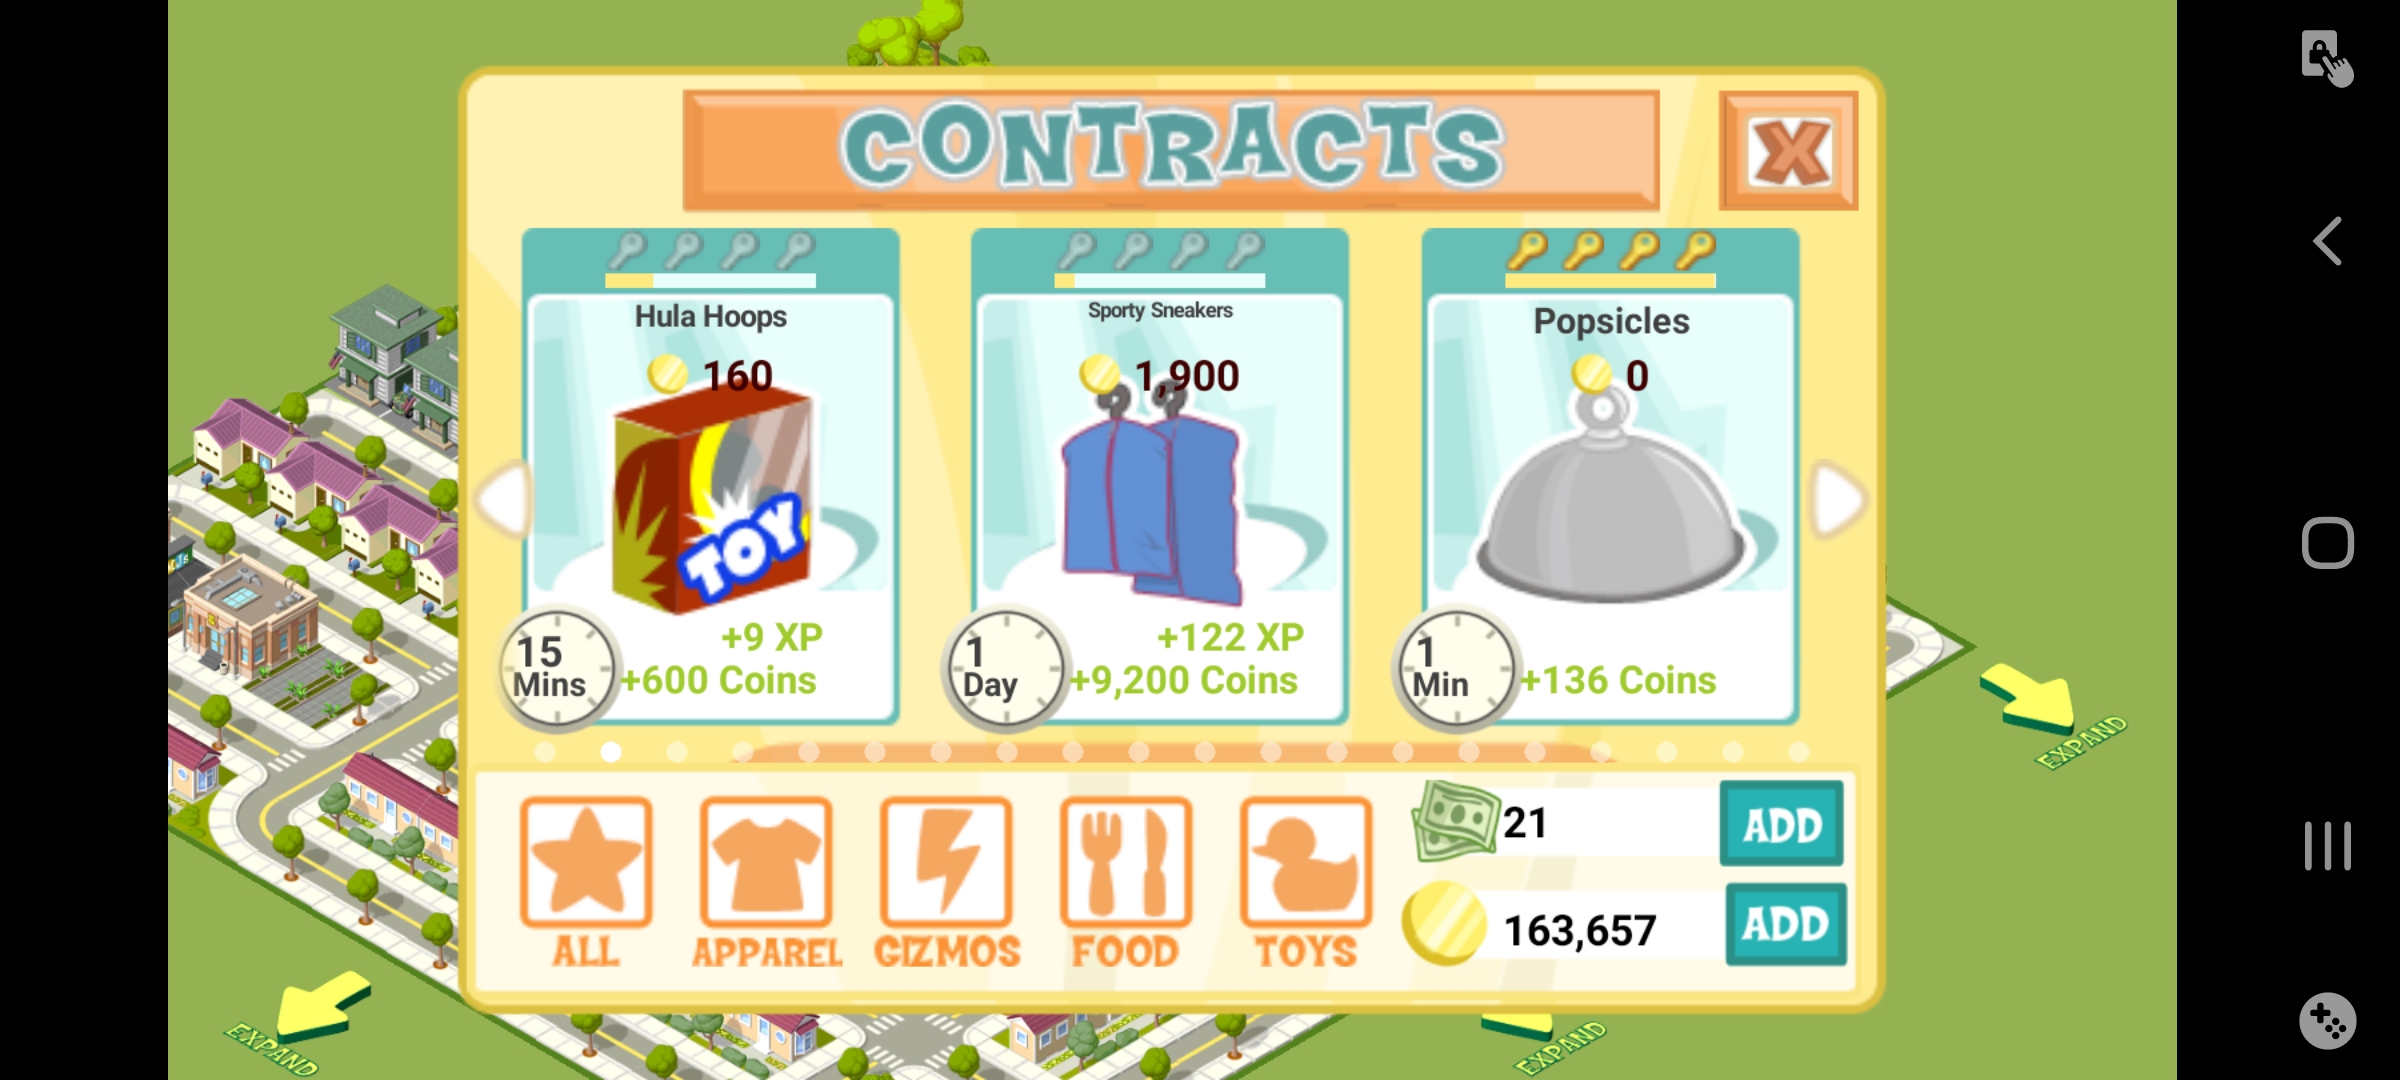 CONTRACTS
X
Hula Hoops
160
TOY
15
Mins
+9 XP
+600 Coins
Sporty Sneakers
1,900
1
Day
+122 XP
+9,200 Coins
Popsicles
0
1
Min
+136 Coins
ALL
APPAREL
GIZMOS
FOOD
TOYS
21
ADD
163,657
ADD
EXPAND
EXPAND
EXPAND